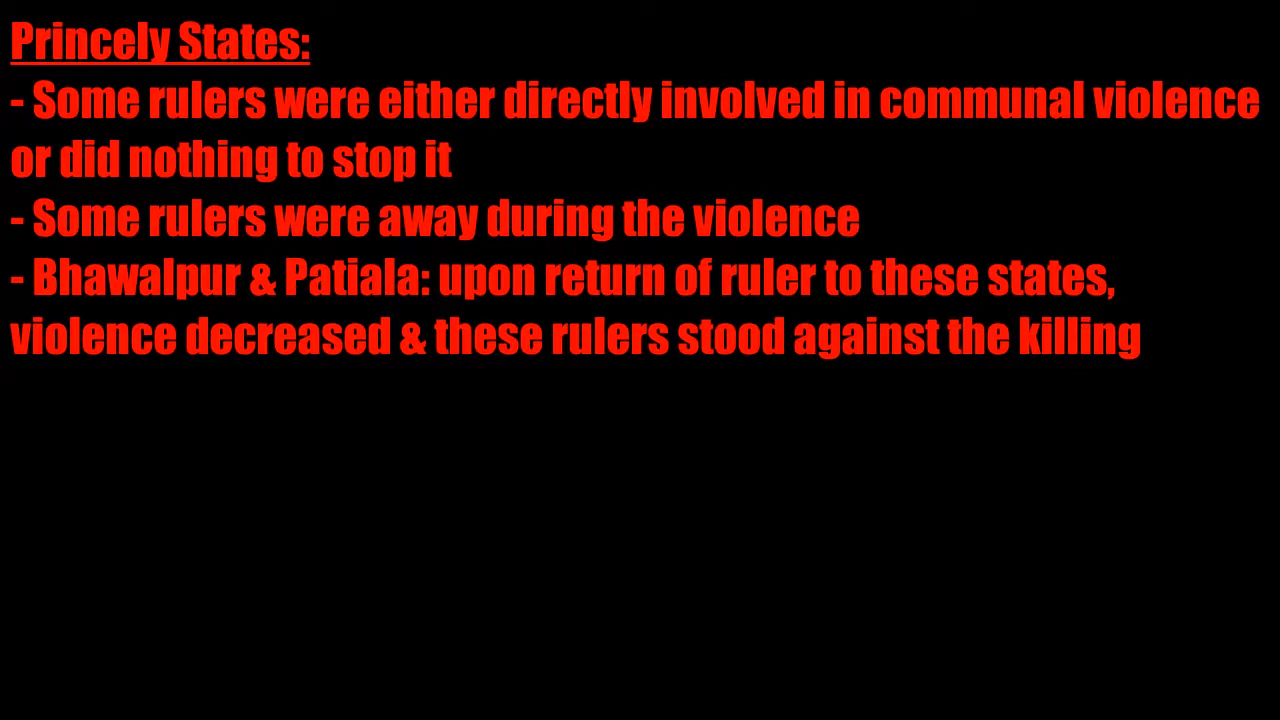 Princely States:
- Some rulers were either directly involved in communal violence
or did nothing to stop it
- Some rulers were away during the violence
- Bhawalpur & Patiala: upon return of ruler to these states,
violence decreased & these rulers stood against the killing